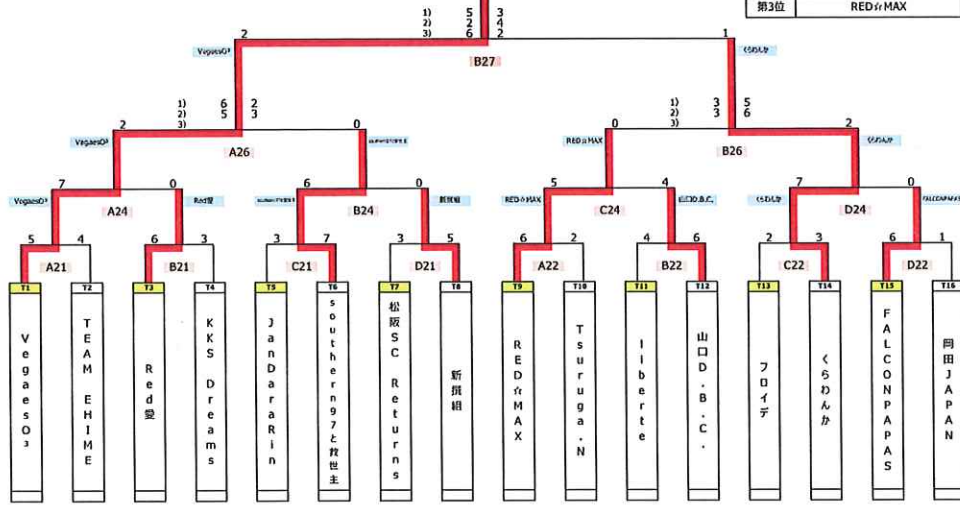 第3位 RED☆MAX
1) 5 3
2) 2 4
3) 6 2
2 1
VegaesO³ くらわんか
B27
1) 6 2
2) 5 3
3)
1) 3 5
2) 3 6
3)
2 0 0 2
VegaesO³ RED☆MAX くらわんか
A26 B26
7 0 6 0 5 4 7 0
VegaesO³ Red愛 新撰組 RED☆MAX 山口D.B.C. くらわんか FALCONPAPAS
A24 B24 C24 D24
5 4 6 3 3 7 3 5 6 2 4 6 2 3 6 1
A21 B21 C21 D21 A22 B22 C22 D22
T1 T2 T3 T4 T5 T6 T7 T8 T9 T10 T11 T12 T13 T14 T15 T16
VegaesO³
TEAM EHIME
Red愛
KKS Dreams
JanDaraRin
southern97と救世主
松阪SC Returns
新撰組
RED☆MAX
Tsuruga.N
liberte
山口D.B.C.
フロイデ
くらわんか
FALCONPAPAS
岡田JAPAN